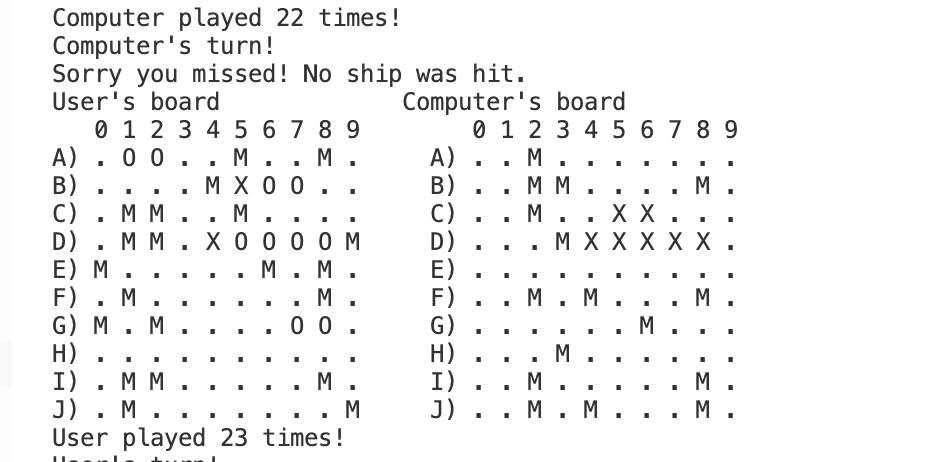 Computer played 22 times!
Computer's turn!
Sorry you missed! No ship was hit.
User's board             Computer's board
   0 1 2 3 4 5 6 7 8 9        0 1 2 3 4 5 6 7 8 9
A) . O O . . M . . M .     A) . . M . . . . . . .
B) . . . . M X O O . .     B) . . M M . . . . M .
C) . M M . . M . . . .     C) . . M . . X X . . .
D) . M M . X O O O O M     D) . . . M X X X X X .
E) M . . . . . M . M .     E) . . . . . . . . . .
F) . M . . . . . . M .     F) . . M . M . . . M .
G) M . M . . . . O O .     G) . . . . . . M . . .
H) . . . . . . . . . .     H) . . . M . . . . . .
I) . M M . . . . . M .     I) . . M . . . . . M .
J) . M . . . . . . . M     J) . . M . M . . . M .
User played 23 times!
User's turn!